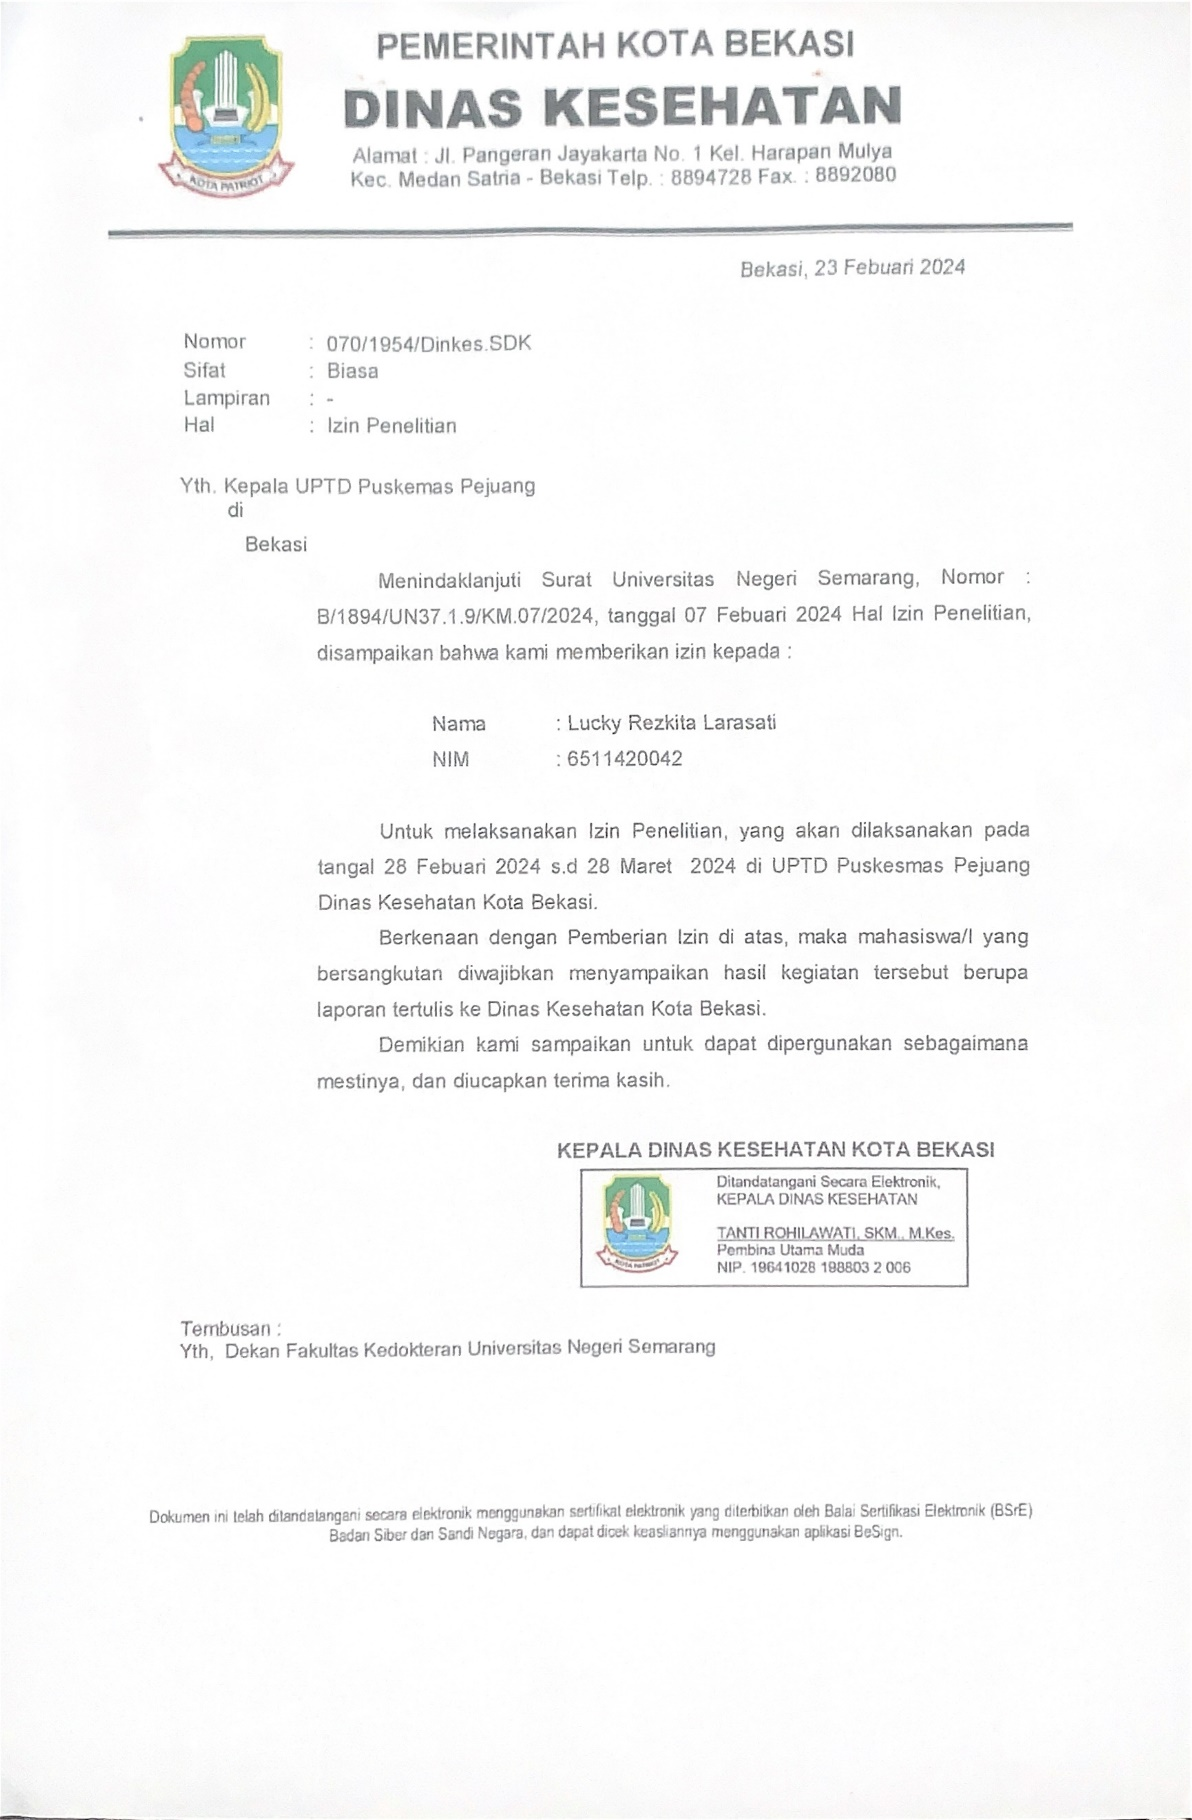 PEMERINTAH KOTA BEKASI
DINAS KESEHATAN
Alamat : Jl. Pangeran Jayakarta No. 1 Kel. Harapan Mulya
Kec. Medan Satria - Bekasi Telp. : 8894728 Fax. : 8892080
KOTA PATRIOT
Bekasi, 23 Febuari 2024
Nomor : 070/1954/Dinkes.SDK
Sifat : Biasa
Lampiran : -
Hal : Izin Penelitian
Yth. Kepala UPTD Puskemas Pejuang
di
Bekasi
Menindaklanjuti Surat Universitas Negeri Semarang, Nomor :
B/1894/UN37.1.9/KM.07/2024, tanggal 07 Febuari 2024 Hal Izin Penelitian,
disampaikan bahwa kami memberikan izin kepada :
Nama : Lucky Rezkita Larasati
NIM : 6511420042
Untuk melaksanakan Izin Penelitian, yang akan dilaksanakan pada
tangal 28 Febuari 2024 s.d 28 Maret 2024 di UPTD Puskesmas Pejuang
Dinas Kesehatan Kota Bekasi.
Berkenaan dengan Pemberian Izin di atas, maka mahasiswa/I yang
bersangkutan diwajibkan menyampaikan hasil kegiatan tersebut berupa
laporan tertulis ke Dinas Kesehatan Kota Bekasi.
Demikian kami sampaikan untuk dapat dipergunakan sebagaimana
mestinya, dan diucapkan terima kasih.
KEPALA DINAS KESEHATAN KOTA BEKASI
Ditandatangani Secara Elektronik,
KEPALA DINAS KESEHATAN
TANTI ROHILAWATI, SKM., M.Kes.
Pembina Utama Muda
NIP. 19641028 198803 2 006
KOTA PATRIOT
Tembusan :
Yth, Dekan Fakultas Kedokteran Universitas Negeri Semarang
Dokumen ini telah ditandatangani secara elektronik menggunakan sertifikat elektronik yang diterbitkan oleh Balai Sertifikasi Elektronik (BSrE)
Badan Siber dan Sandi Negara, dan dapat dicek keasliannya menggunakan aplikasi BeSign.